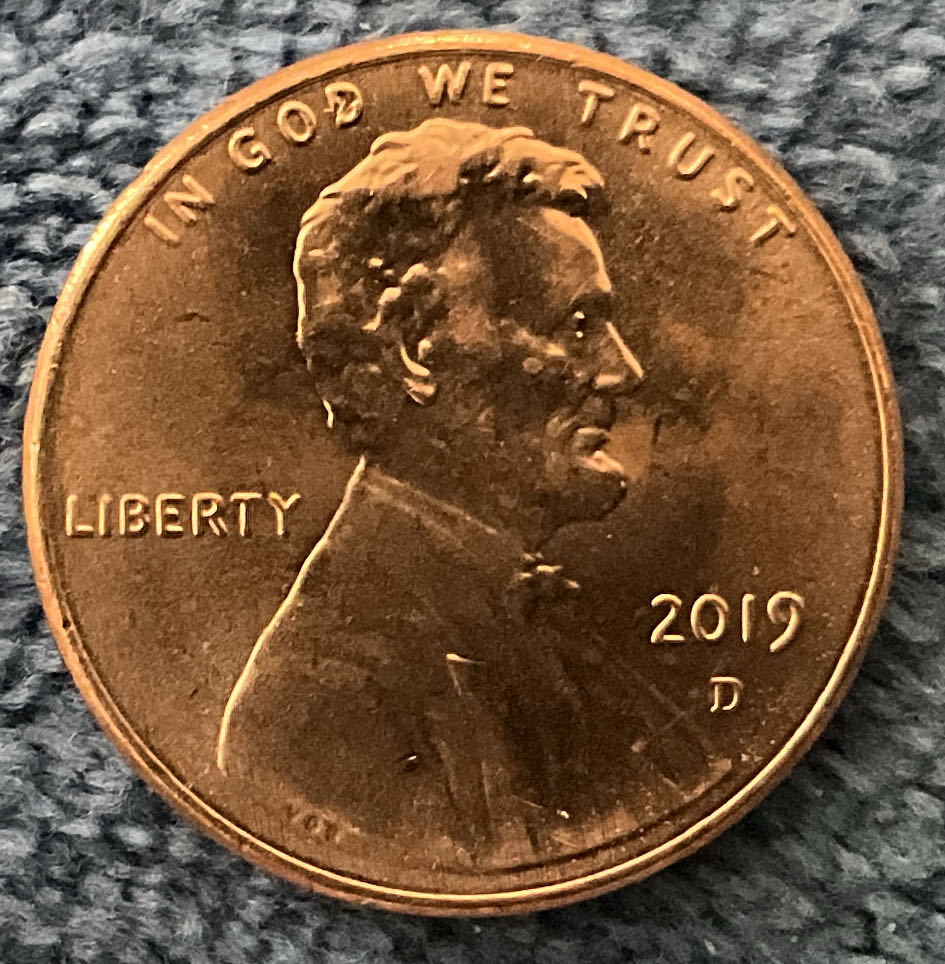 IN GOD WE TRUST
LIBERTY
2019
D